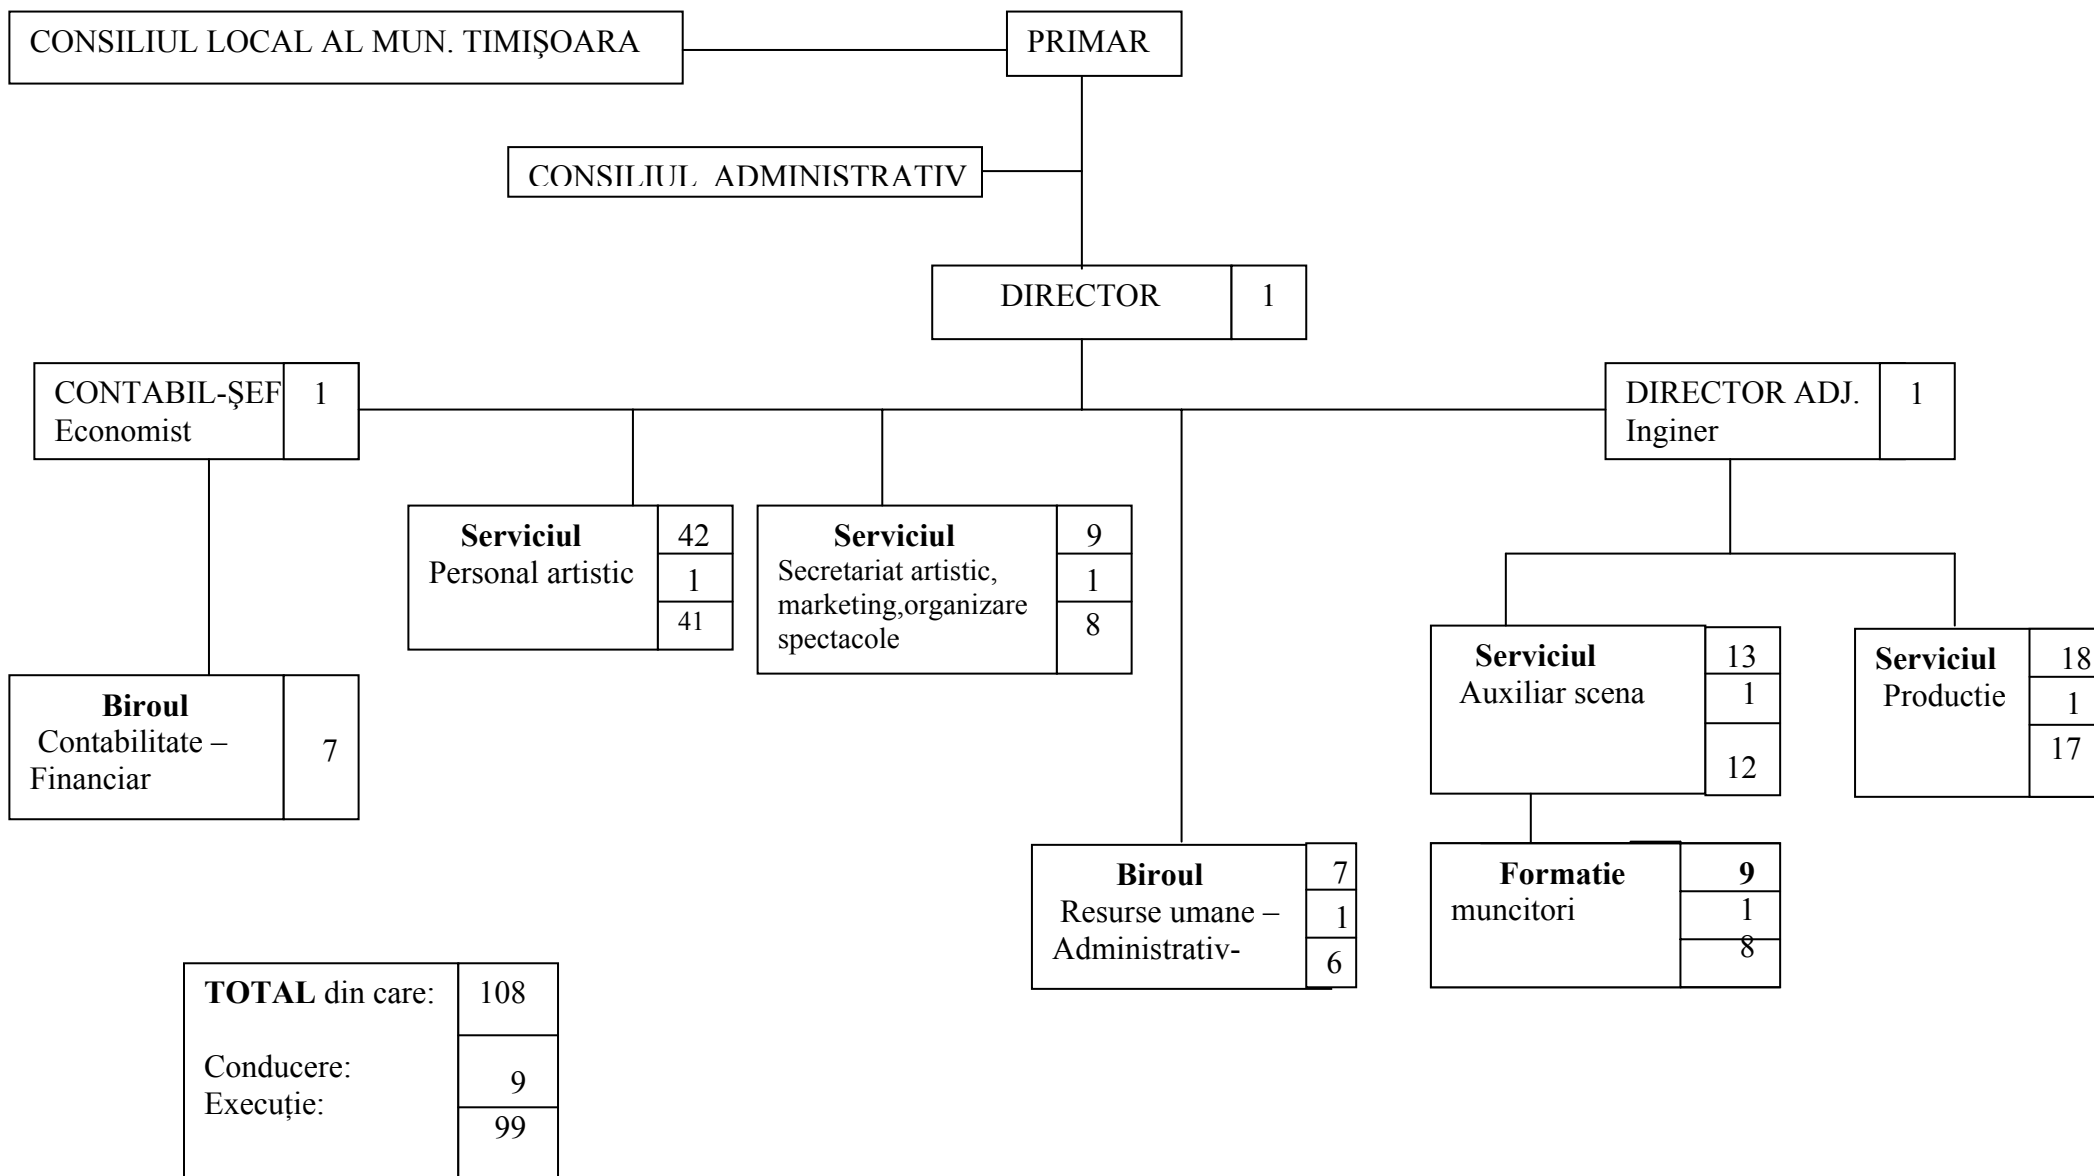 CONSILIUL LOCAL AL MUN. TIMIŞOARA
PRIMAR
CONSILIUL ADMINISTRATIV
DIRECTOR
1
CONTABIL-ŞEF
Economist
1
DIRECTOR ADJ.
Inginer
1
Serviciul
Personal artistic
42
1
41
Serviciul
Secretariat artistic,
marketing,organizare
spectacole
9
1
8
Serviciul
Auxiliar scena
13
1
12
Serviciul
Productie
18
1
17
Biroul
Contabilitate –
Financiar
7
Biroul
Resurse umane –
Administrativ-
7
1
6
Formatie
muncitori
9
1
8
TOTAL din care:
108
Conducere:
9
Execuție:
99